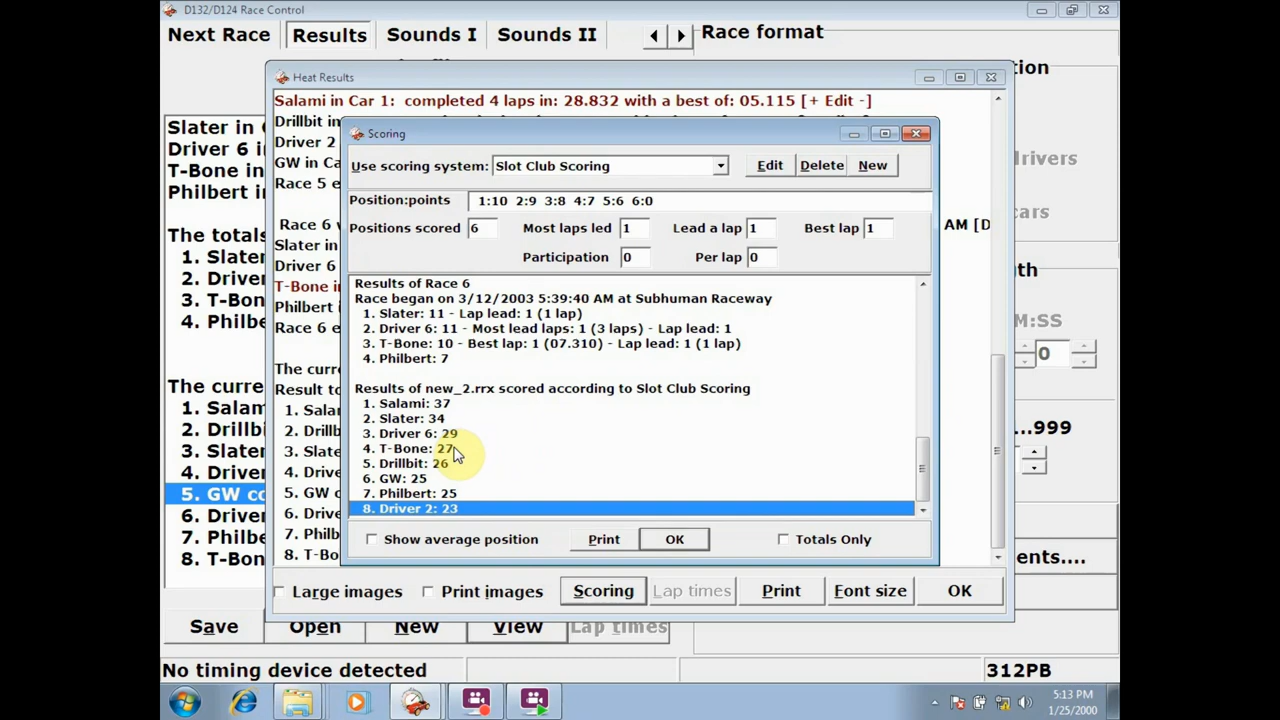 D132/D124 Race Control
Next Race Results Sounds I Sounds II Race format
Heat Results
Salami in Car 1: completed 4 laps in: 28.832 with a best of: 05.115 [+ Edit -]
Slater in C
Drillbit in
Driver 6 in
Driver 2
T-Bone in
GW in Ca
Philbert in
Race 5 e
The totals
1. Slater
2. Driver
3. T-Bone
4. Philbe
Race 6 w
AM [D
Slater in
Driver 6
T-Bone in
Philbert i
Race 6 e
The curre
Result to
1. Salar
2. Drillb
3. Slate
4. Drive
5. GW c
6. Drive
7. Phill
8. T-Bo
The current
1. Salami
2. Drillbi
3. Slater
4. Driver
5. GW co
6. Driver
7. Philbe
8. T-Bon
Scoring
Use scoring system: Slot Club Scoring Edit Delete New
Position:points 1:10 2:9 3:8 4:7 5:6 6:0
Positions scored 6 Most laps led 1 Lead a lap 1 Best lap 1
Participation 0 Per lap 0
Results of Race 6
Race began on 3/12/2003 5:39:40 AM at Subhuman Raceway
1. Slater: 11 - Lap lead: 1 (1 lap)
2. Driver 6: 11 - Most lead laps: 1 (3 laps) - Lap lead: 1
3. T-Bone: 10 - Best lap: 1 (07.310) - Lap lead: 1 (1 lap)
4. Philbert: 7
Results of new_2.rrx scored according to Slot Club Scoring
1. Salami: 37
2. Slater: 34
3. Driver 6: 29
4. T-Bone: 27
5. Drillbit: 26
6. GW: 25
7. Philbert: 25
8. Driver 2: 23
Show average position Print OK Totals Only
Large images Print images Scoring Lap times Print Font size OK
ion
drivers
cars
th
M:SS
0
...999
ents....
Save Open New View Lap times
No timing device detected 312PB
5:13 PM
1/25/2000